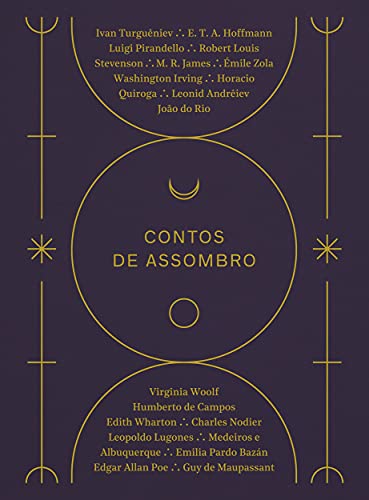 Ivan Turguêniev ∴ E. T. A. Hoffmann
Luigi Pirandello ∴ Robert Louis
Stevenson ∴ M. R. James ∴ Émile Zola
Washington Irving ∴ Horacio
Quiroga ∴ Leonid Andréiev
João do Rio
CONTOS
DE ASSOMBRO
Virginia Woolf
Humberto de Campos
Edith Wharton ∴ Charles Nodier
Leopoldo Lugones ∴ Medeiros e
Albuquerque ∴ Emilia Pardo Bazán
Edgar Allan Poe ∴ Guy de Maupassant